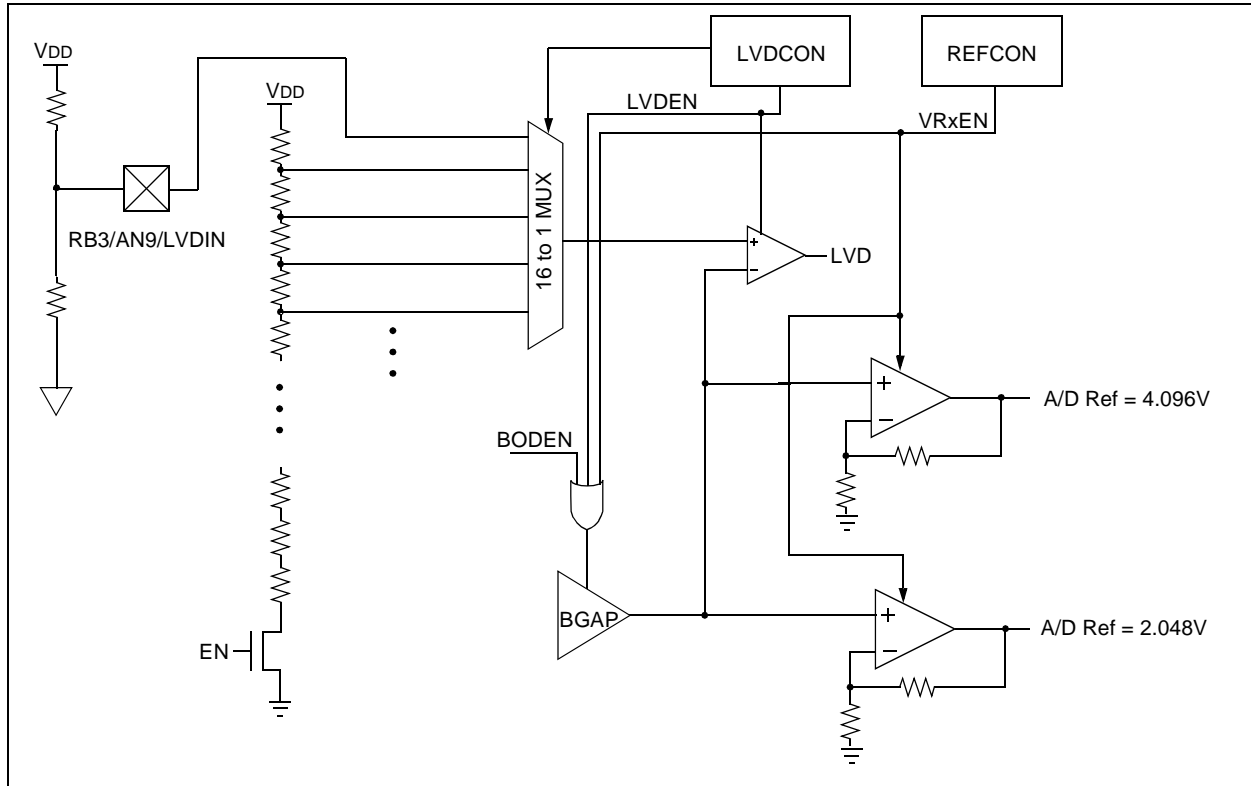 LVDCON
REFCON
VDD
VDD
LVDEN
VRxEN
16 to 1 MUX
RB3/AN9/LVDIN
+
−
LVD
+
−
A/D Ref = 4.096V
BODEN
BGAP
+
−
A/D Ref = 2.048V
EN